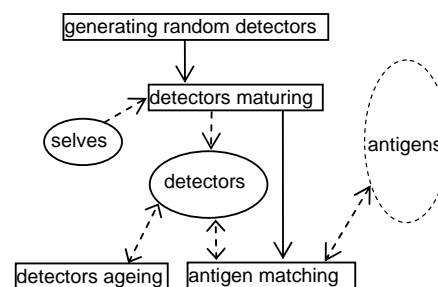 generating random detectors
detectors maturing
selves
antigens
detectors
detectors ageing
antigen matching